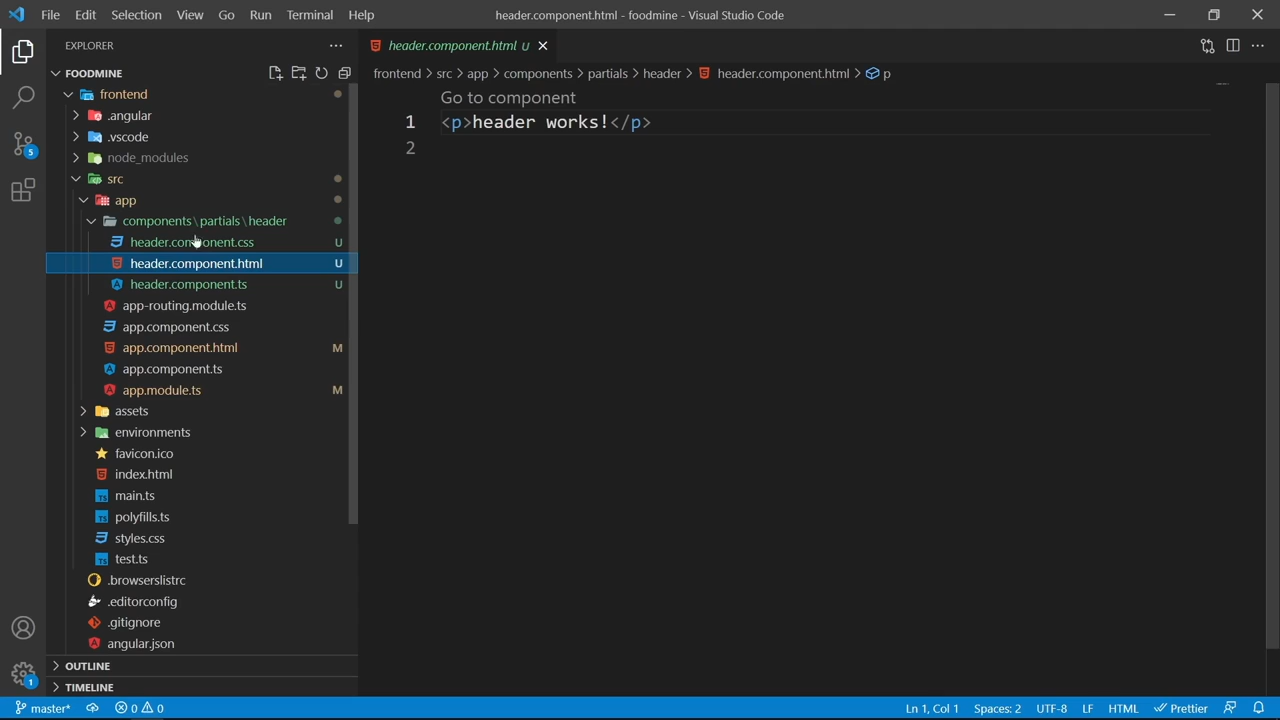 File Edit Selection View Go Run Terminal Help
header.component.html - foodmine - Visual Studio Code
EXPLORER
FOODMINE
frontend
.angular
.vscode
node_modules
src
app
components\partials\header
header.component.css U
header.component.html U
header.component.ts U
app-routing.module.ts
app.component.css
app.component.html M
app.component.ts
app.module.ts M
assets
environments
favicon.ico
index.html
main.ts
polyfills.ts
styles.css
test.ts
.browserslistrc
.editorconfig
.gitignore
angular.json
OUTLINE
TIMELINE
header.component.html U
frontend > src > app > components > partials > header > header.component.html > p
Go to component
1 <p>header works!</p>
2
5
1
master* 0 0
Ln 1, Col 1 Spaces: 2 UTF-8 LF HTML Prettier